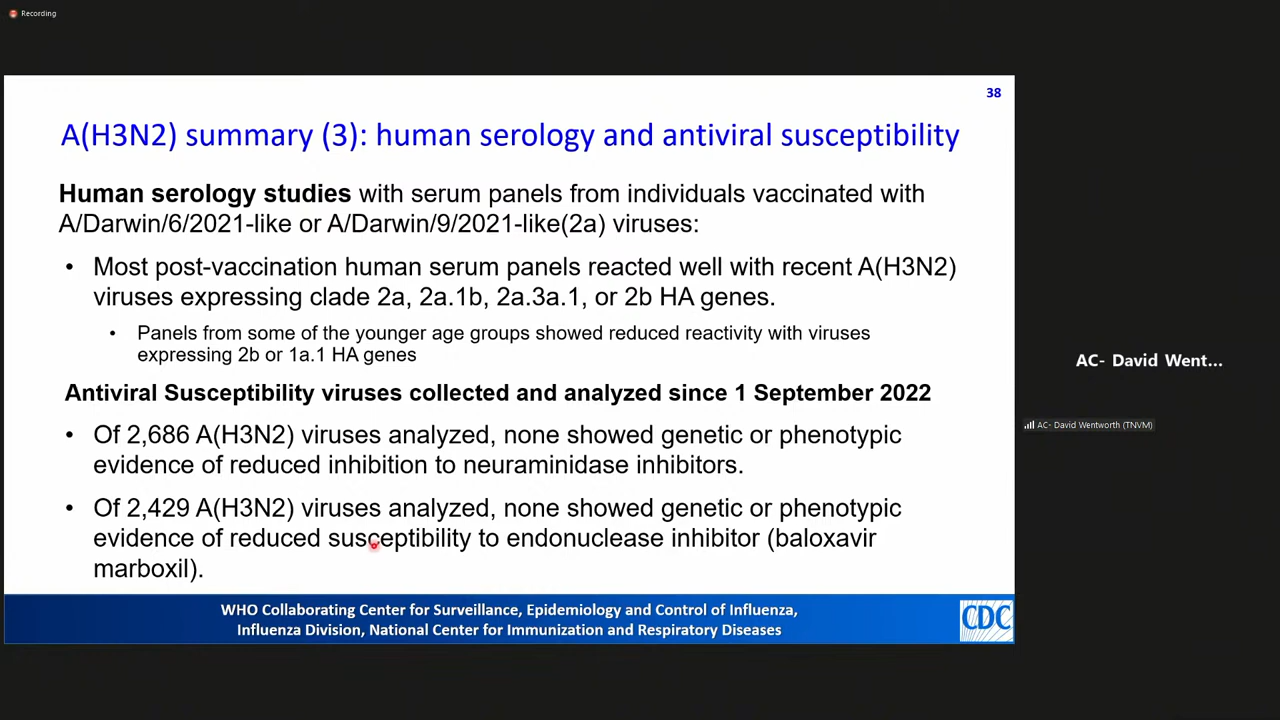 Recording
38
A(H3N2) summary (3): human serology and antiviral susceptibility
Human serology studies with serum panels from individuals vaccinated with
A/Darwin/6/2021-like or A/Darwin/9/2021-like(2a) viruses:
• Most post-vaccination human serum panels reacted well with recent A(H3N2)
viruses expressing clade 2a, 2a.1b, 2a.3a.1, or 2b HA genes.
• Panels from some of the younger age groups showed reduced reactivity with viruses
expressing 2b or 1a.1 HA genes
Antiviral Susceptibility viruses collected and analyzed since 1 September 2022
• Of 2,686 A(H3N2) viruses analyzed, none showed genetic or phenotypic
evidence of reduced inhibition to neuraminidase inhibitors.
• Of 2,429 A(H3N2) viruses analyzed, none showed genetic or phenotypic
evidence of reduced susceptibility to endonuclease inhibitor (baloxavir
marboxil).
WHO Collaborating Center for Surveillance, Epidemiology and Control of Influenza,
Influenza Division, National Center for Immunization and Respiratory Diseases
CDC
AC- David Went...
AC- David Wentworth (TNVM)